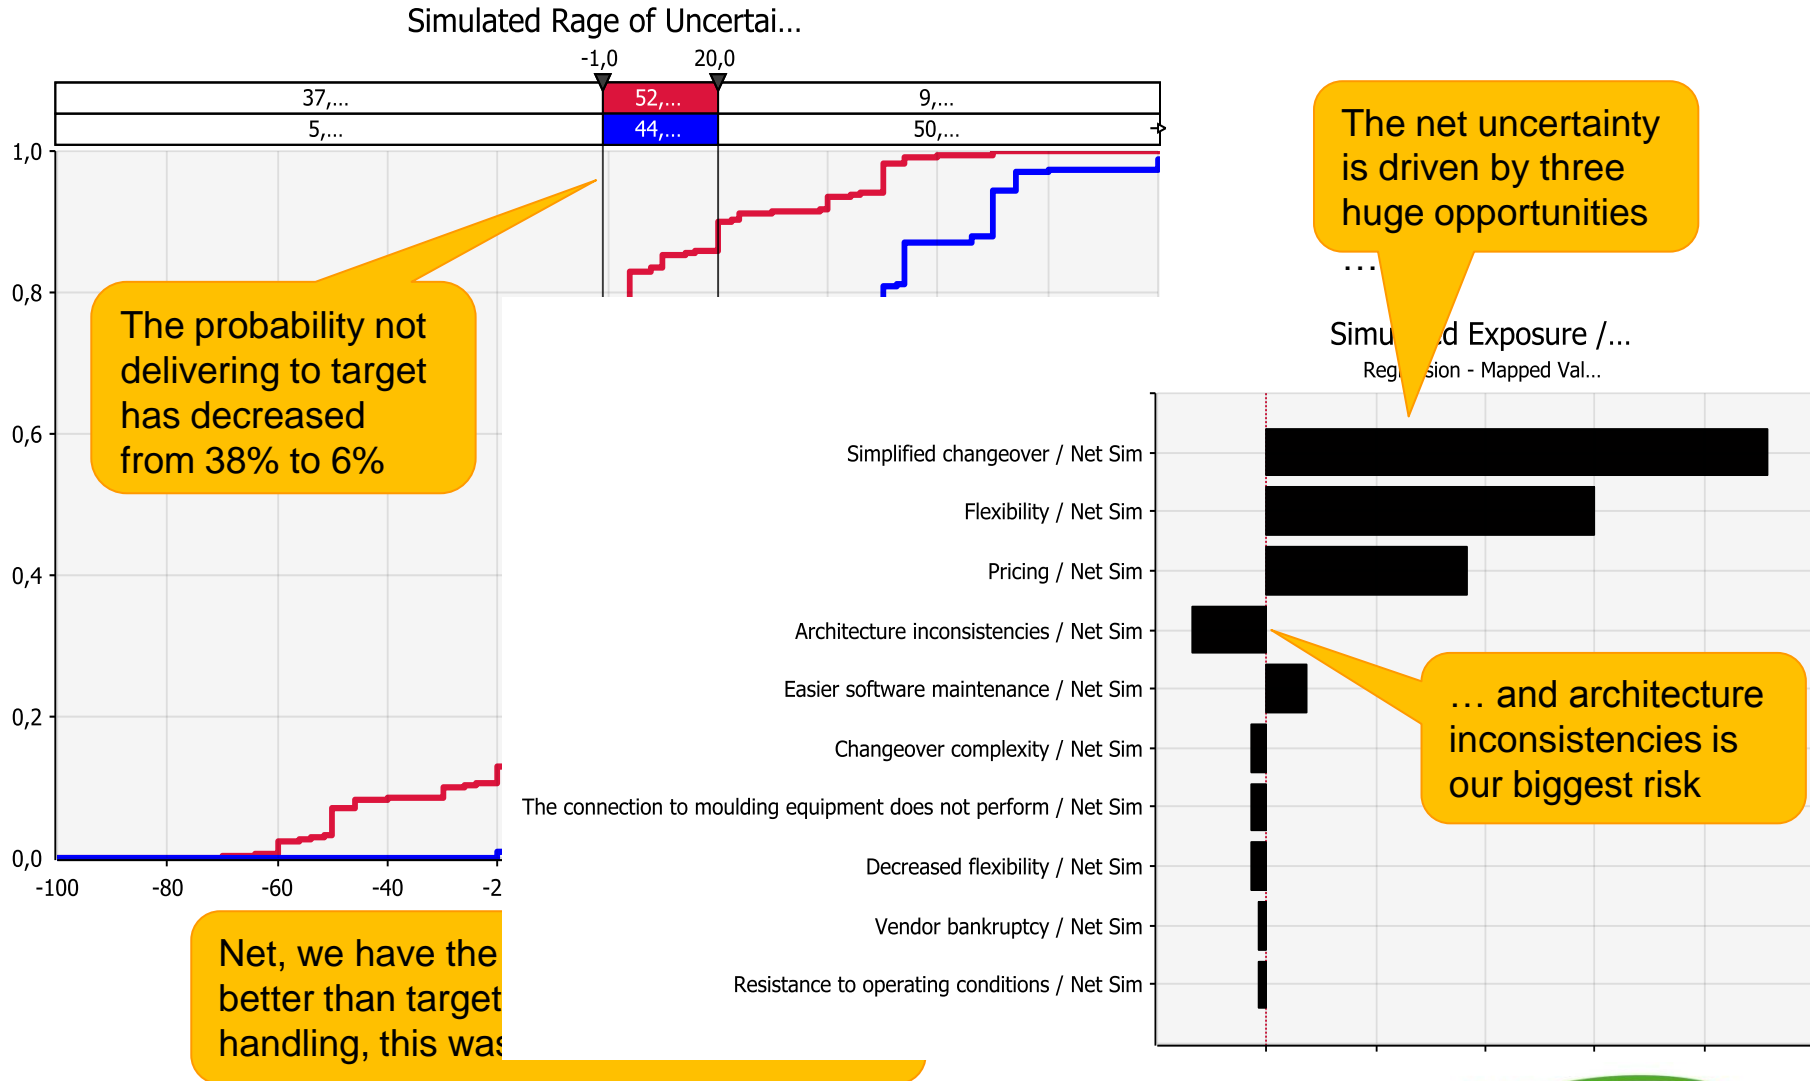 Simulated Rage of Uncertai...
-1,0 20,0
37,... 52,... 9,...
5,... 44,... 50,...
1,0
0,8
0,6
0,4
0,2
0,0
-100 -80 -60 -40 -2
The probability not
delivering to target
has decreased
from 38% to 6%
The net uncertainty
is driven by three
huge opportunities
...
Simu d Exposure /...
Reg sion - Mapped Val...
Simplified changeover / Net Sim
Flexibility / Net Sim
Pricing / Net Sim
Architecture inconsistencies / Net Sim
Easier software maintenance / Net Sim
Changeover complexity / Net Sim
The connection to moulding equipment does not perform / Net Sim
Decreased flexibility / Net Sim
Vendor bankruptcy / Net Sim
Resistance to operating conditions / Net Sim
... and architecture
inconsistencies is
our biggest risk
Net, we have the
better than target
handling, this was